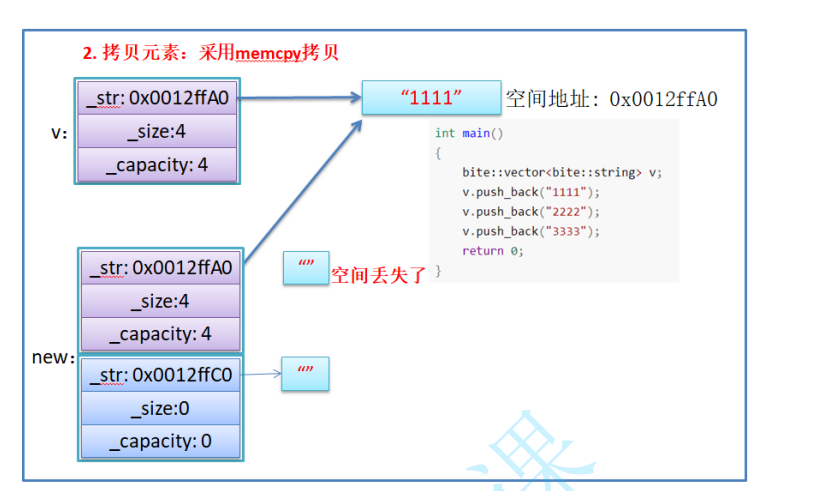 2. 拷贝元素：采用memcpy拷贝
v:
_str: 0x0012ffA0
_size:4
_capacity: 4
“1111”
空间地址: 0x0012ffA0
int main()
{
bite::vector<bite::string> v;
v.push_back("1111");
v.push_back("2222");
v.push_back("3333");
return 0;
}
new:
_str: 0x0012ffA0
_size:4
_capacity: 4
“”
空间丢失了
_str: 0x0012ffC0
_size:0
_capacity: 0
“”
课